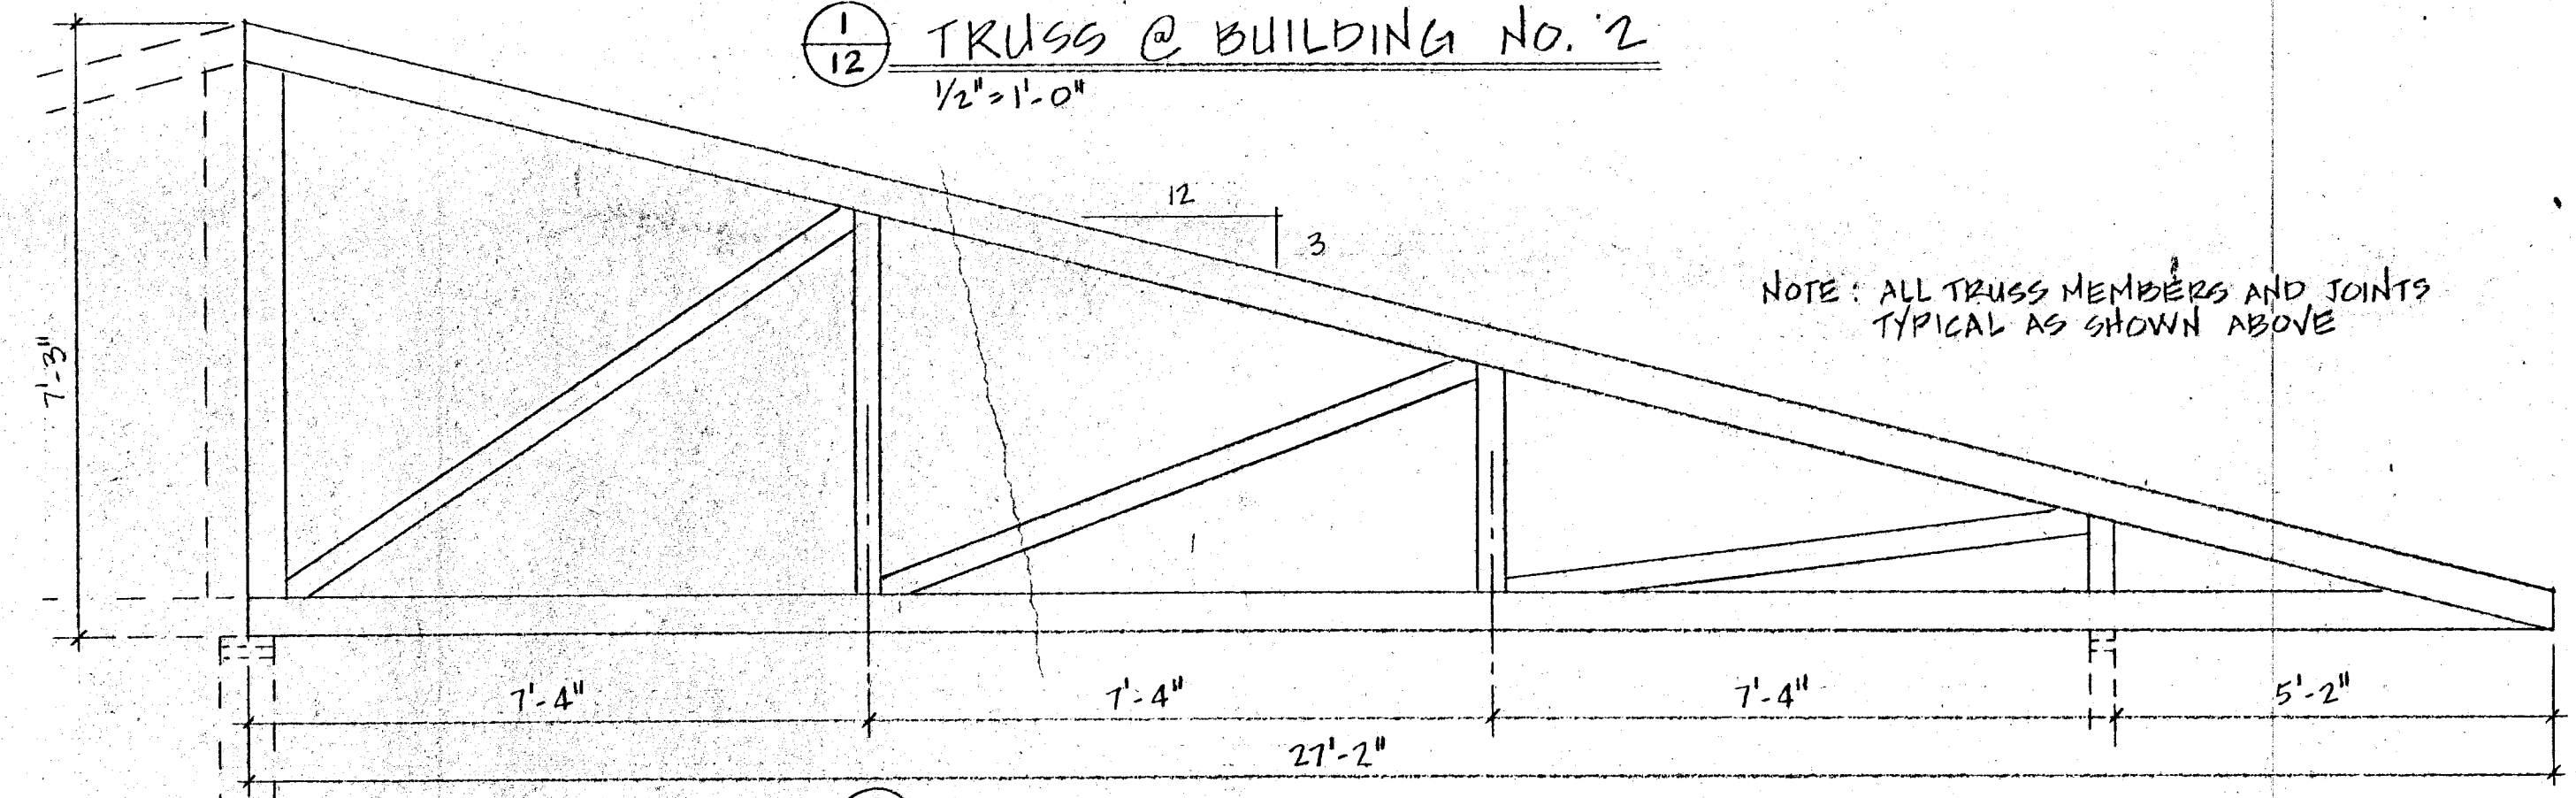 1
12
TRUSS @ BUILDING NO. 2
1/2"=1'-0"
12
3
NOTE: ALL TRUSS MEMBERS AND JOINTS
TYPICAL AS SHOWN ABOVE
7'-3"
7'-4" 7'-4" 7'-4" 5'-2"
27'-2"